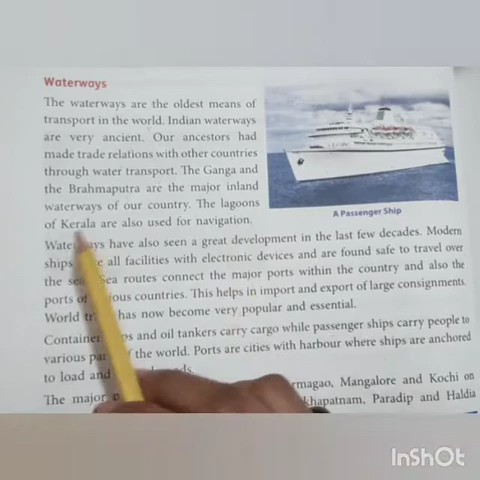 Waterways
The waterways are the oldest means of
transport in the world. Indian waterways
are very ancient. Our ancestors had
made trade relations with other countries
through water transport. The Ganga and
the Brahmaputra are the major inland
waterways of our country. The lagoons
of Kerala are also used for navigation.
A Passenger Ship
have also seen a great development in the last few decades. Modern
ships all facilities with electronic devices and are found safe to travel over
the Sea routes connect the major ports within the country and also the
ports of countries. This helps in import and export of large consignments.
World has now become very popular and essential.
Container and oil tankers carry cargo while passenger ships carry people to
various of the world. Ports are cities with harbour where ships are anchored
to load and
The major Mangalore and Kochi on
Paradip and Haldia
InShOt